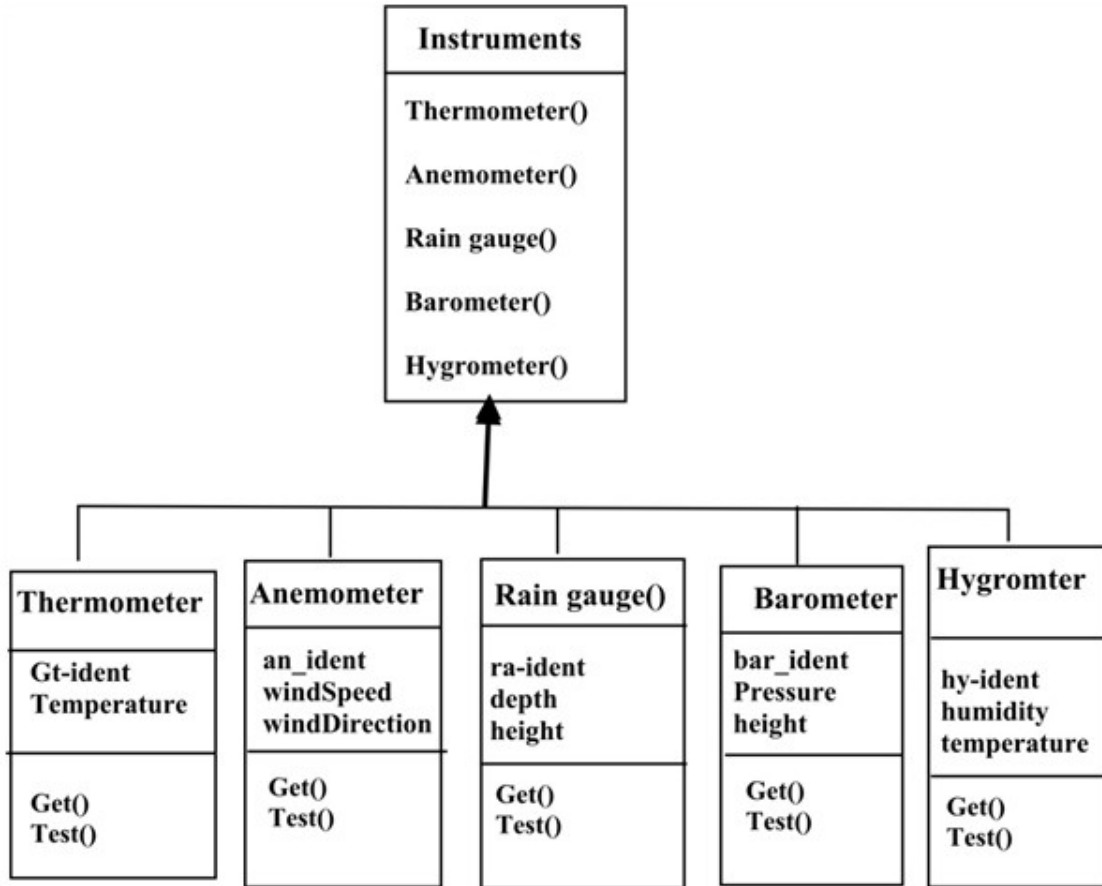 Instruments
Thermometer()
Anemometer()
Rain gauge()
Barometer()
Hygrometer()
Thermometer
Gt-ident
Temperature
Get()
Test()
Anemometer
an_ident
windSpeed
windDirection
Get()
Test()
Rain gauge()
ra-ident
depth
height
Get()
Test()
Barometer
bar_ident
Pressure
height
Get()
Test()
Hygromter
hy-ident
humidity
temperature
Get()
Test()